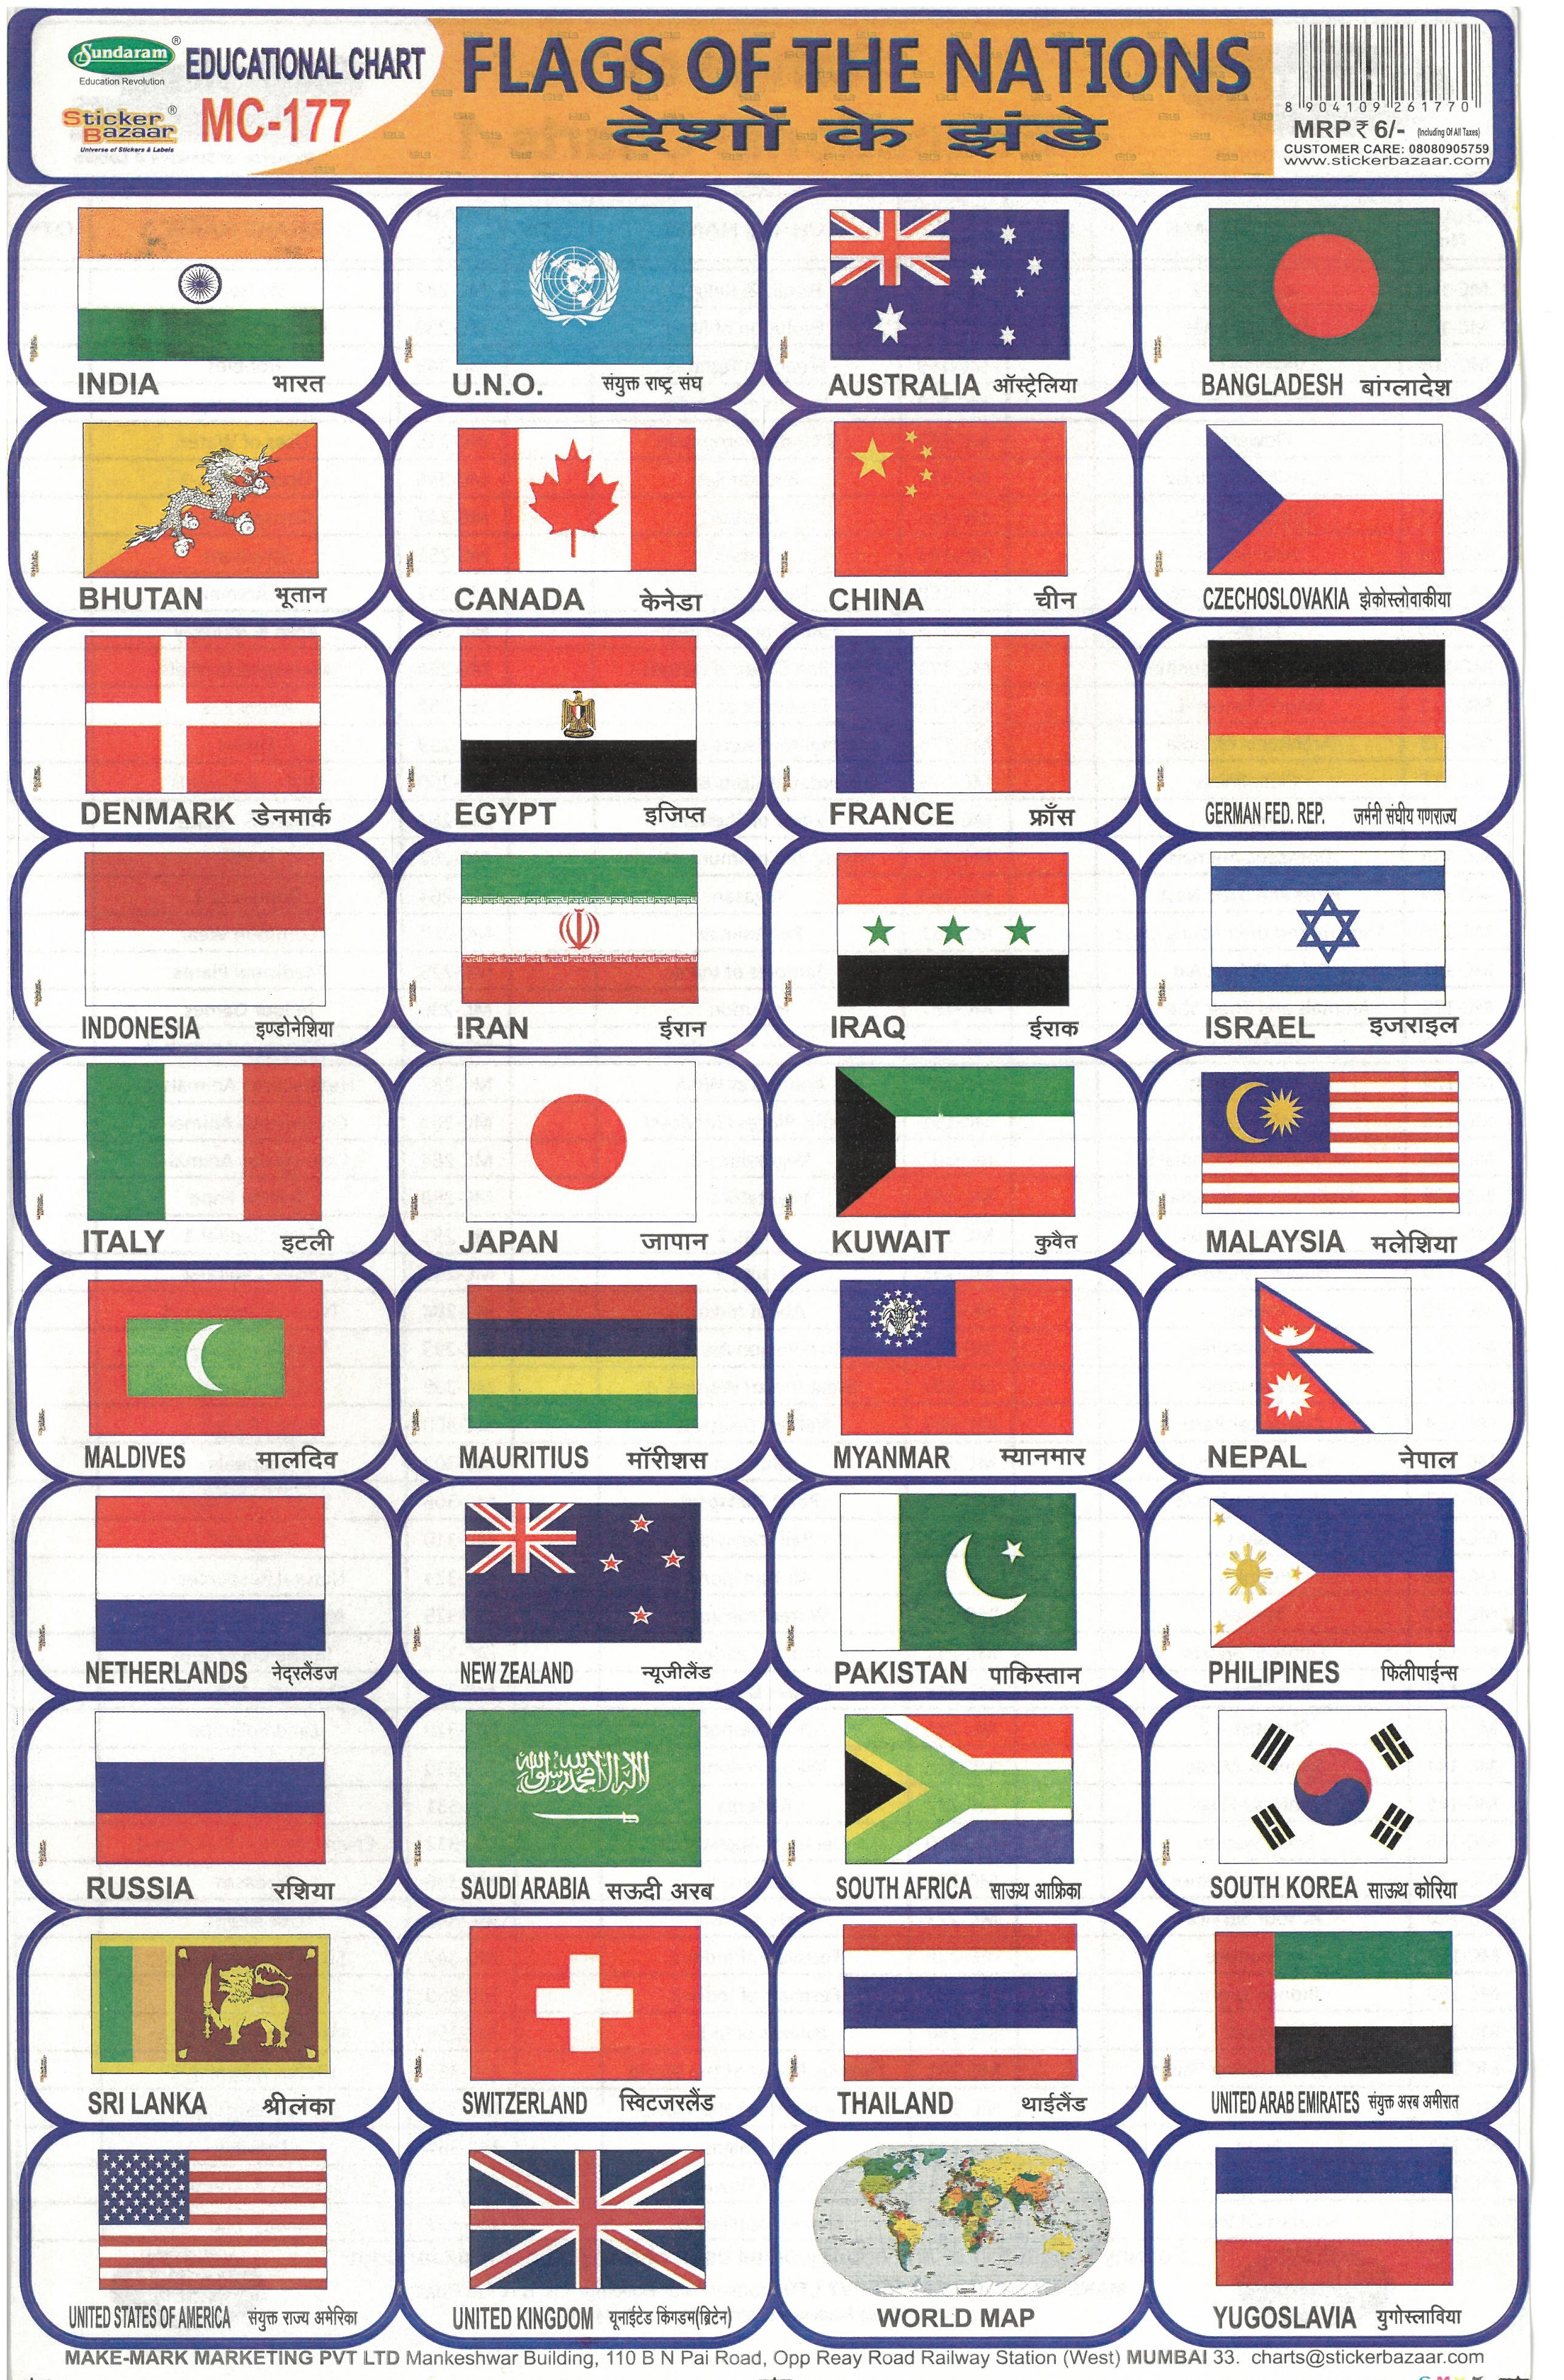 Sundaram®
Education Revolution
Sticker Bazaar®
Universe of Stickers & Labels
EDUCATIONAL CHART
MC-177
FLAGS OF THE NATIONS
देशों के झंडे
8 904109 261770
MRP ₹ 6/- (Including Of All Taxes)
CUSTOMER CARE: 08080905759
www.stickerbazaar.com
INDIA भारत
U.N.O. संयुक्त राष्ट्र संघ
AUSTRALIA ऑस्ट्रेलिया
BANGLADESH बांग्लादेश
BHUTAN भूतान
CANADA केनेडा
CHINA चीन
CZECHOSLOVAKIA झेकोस्लोवाकीया
DENMARK डेनमार्क
EGYPT इजिप्त
FRANCE फ्राँस
GERMAN FED. REP. जर्मनी संघीय गणराज्य
INDONESIA इण्डोनेशिया
IRAN ईरान
IRAQ ईराक
ISRAEL इजराइल
ITALY इटली
JAPAN जापान
KUWAIT कुवैत
MALAYSIA मलेशिया
MALDIVES मालदिव
MAURITIUS मॉरीशस
MYANMAR म्यानमार
NEPAL नेपाल
NETHERLANDS नेद्रलैंडज
NEW ZEALAND न्यूजीलैंड
PAKISTAN पाकिस्तान
PHILIPINES फिलीपाईन्स
RUSSIA रशिया
SAUDI ARABIA सऊदी अरब
SOUTH AFRICA साऊथ आफ्रिका
SOUTH KOREA साऊथ कोरिया
SRI LANKA श्रीलंका
SWITZERLAND स्विटजरलैंड
THAILAND थाईलैंड
UNITED ARAB EMIRATES संयुक्त अरब अमीरात
UNITED STATES OF AMERICA संयुक्त राज्य अमेरिका
UNITED KINGDOM यूनाईटेड किंगडम(ब्रिटेन)
WORLD MAP
YUGOSLAVIA युगोस्लाविया
MAKE-MARK MARKETING PVT LTD Mankeshwar Building, 110 B N Pai Road, Opp Reay Road Railway Station (West) MUMBAI 33. charts@stickerbazaar.com